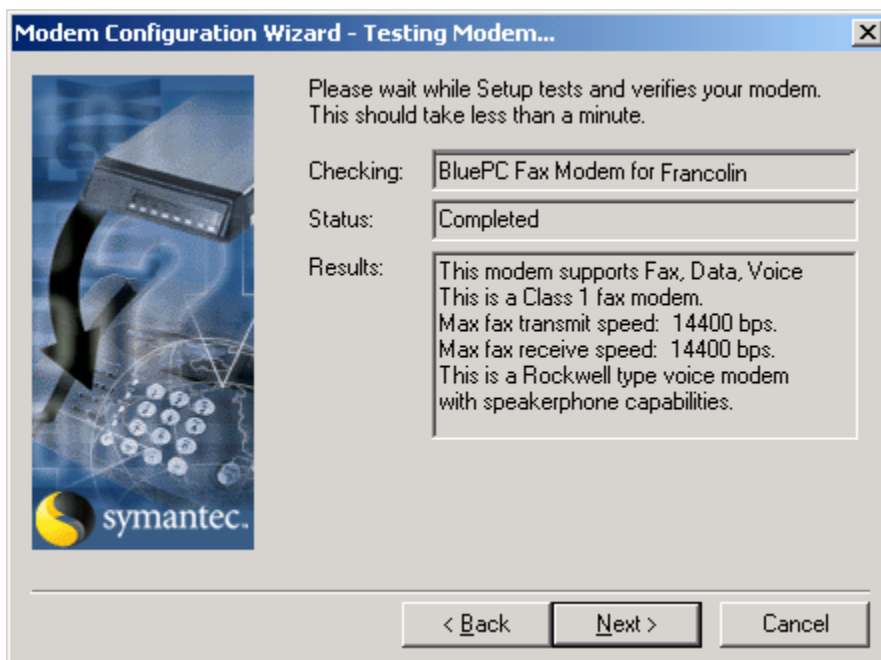 Modem Configuration Wizard - Testing Modem...
Please wait while Setup tests and verifies your modem.
This should take less than a minute.
Checking: BluePC Fax Modem for Francolin
Status: Completed
Results: This modem supports Fax, Data, Voice
This is a Class 1 fax modem.
Max fax transmit speed: 14400 bps.
Max fax receive speed: 14400 bps.
This is a Rockwell type voice modem
with speakerphone capabilities.
symantec.
< Back Next > Cancel